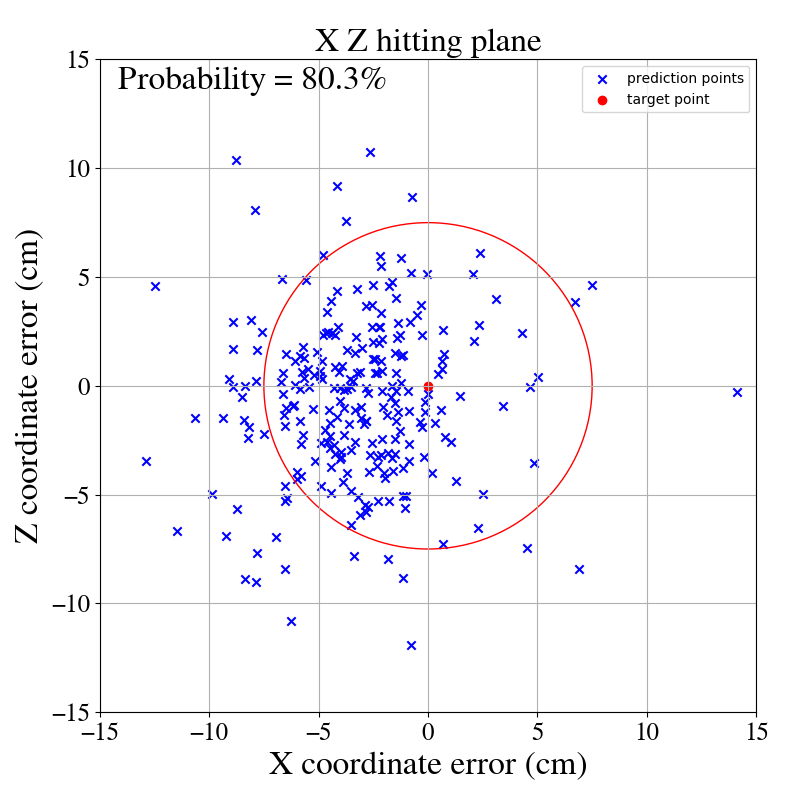 X Z hitting plane
Probability = 80.3%
prediction points
target point
Z coordinate error (cm)
15
10
5
0
−5
−10
−15
−15 −10 −5 0 5 10 15
X coordinate error (cm)